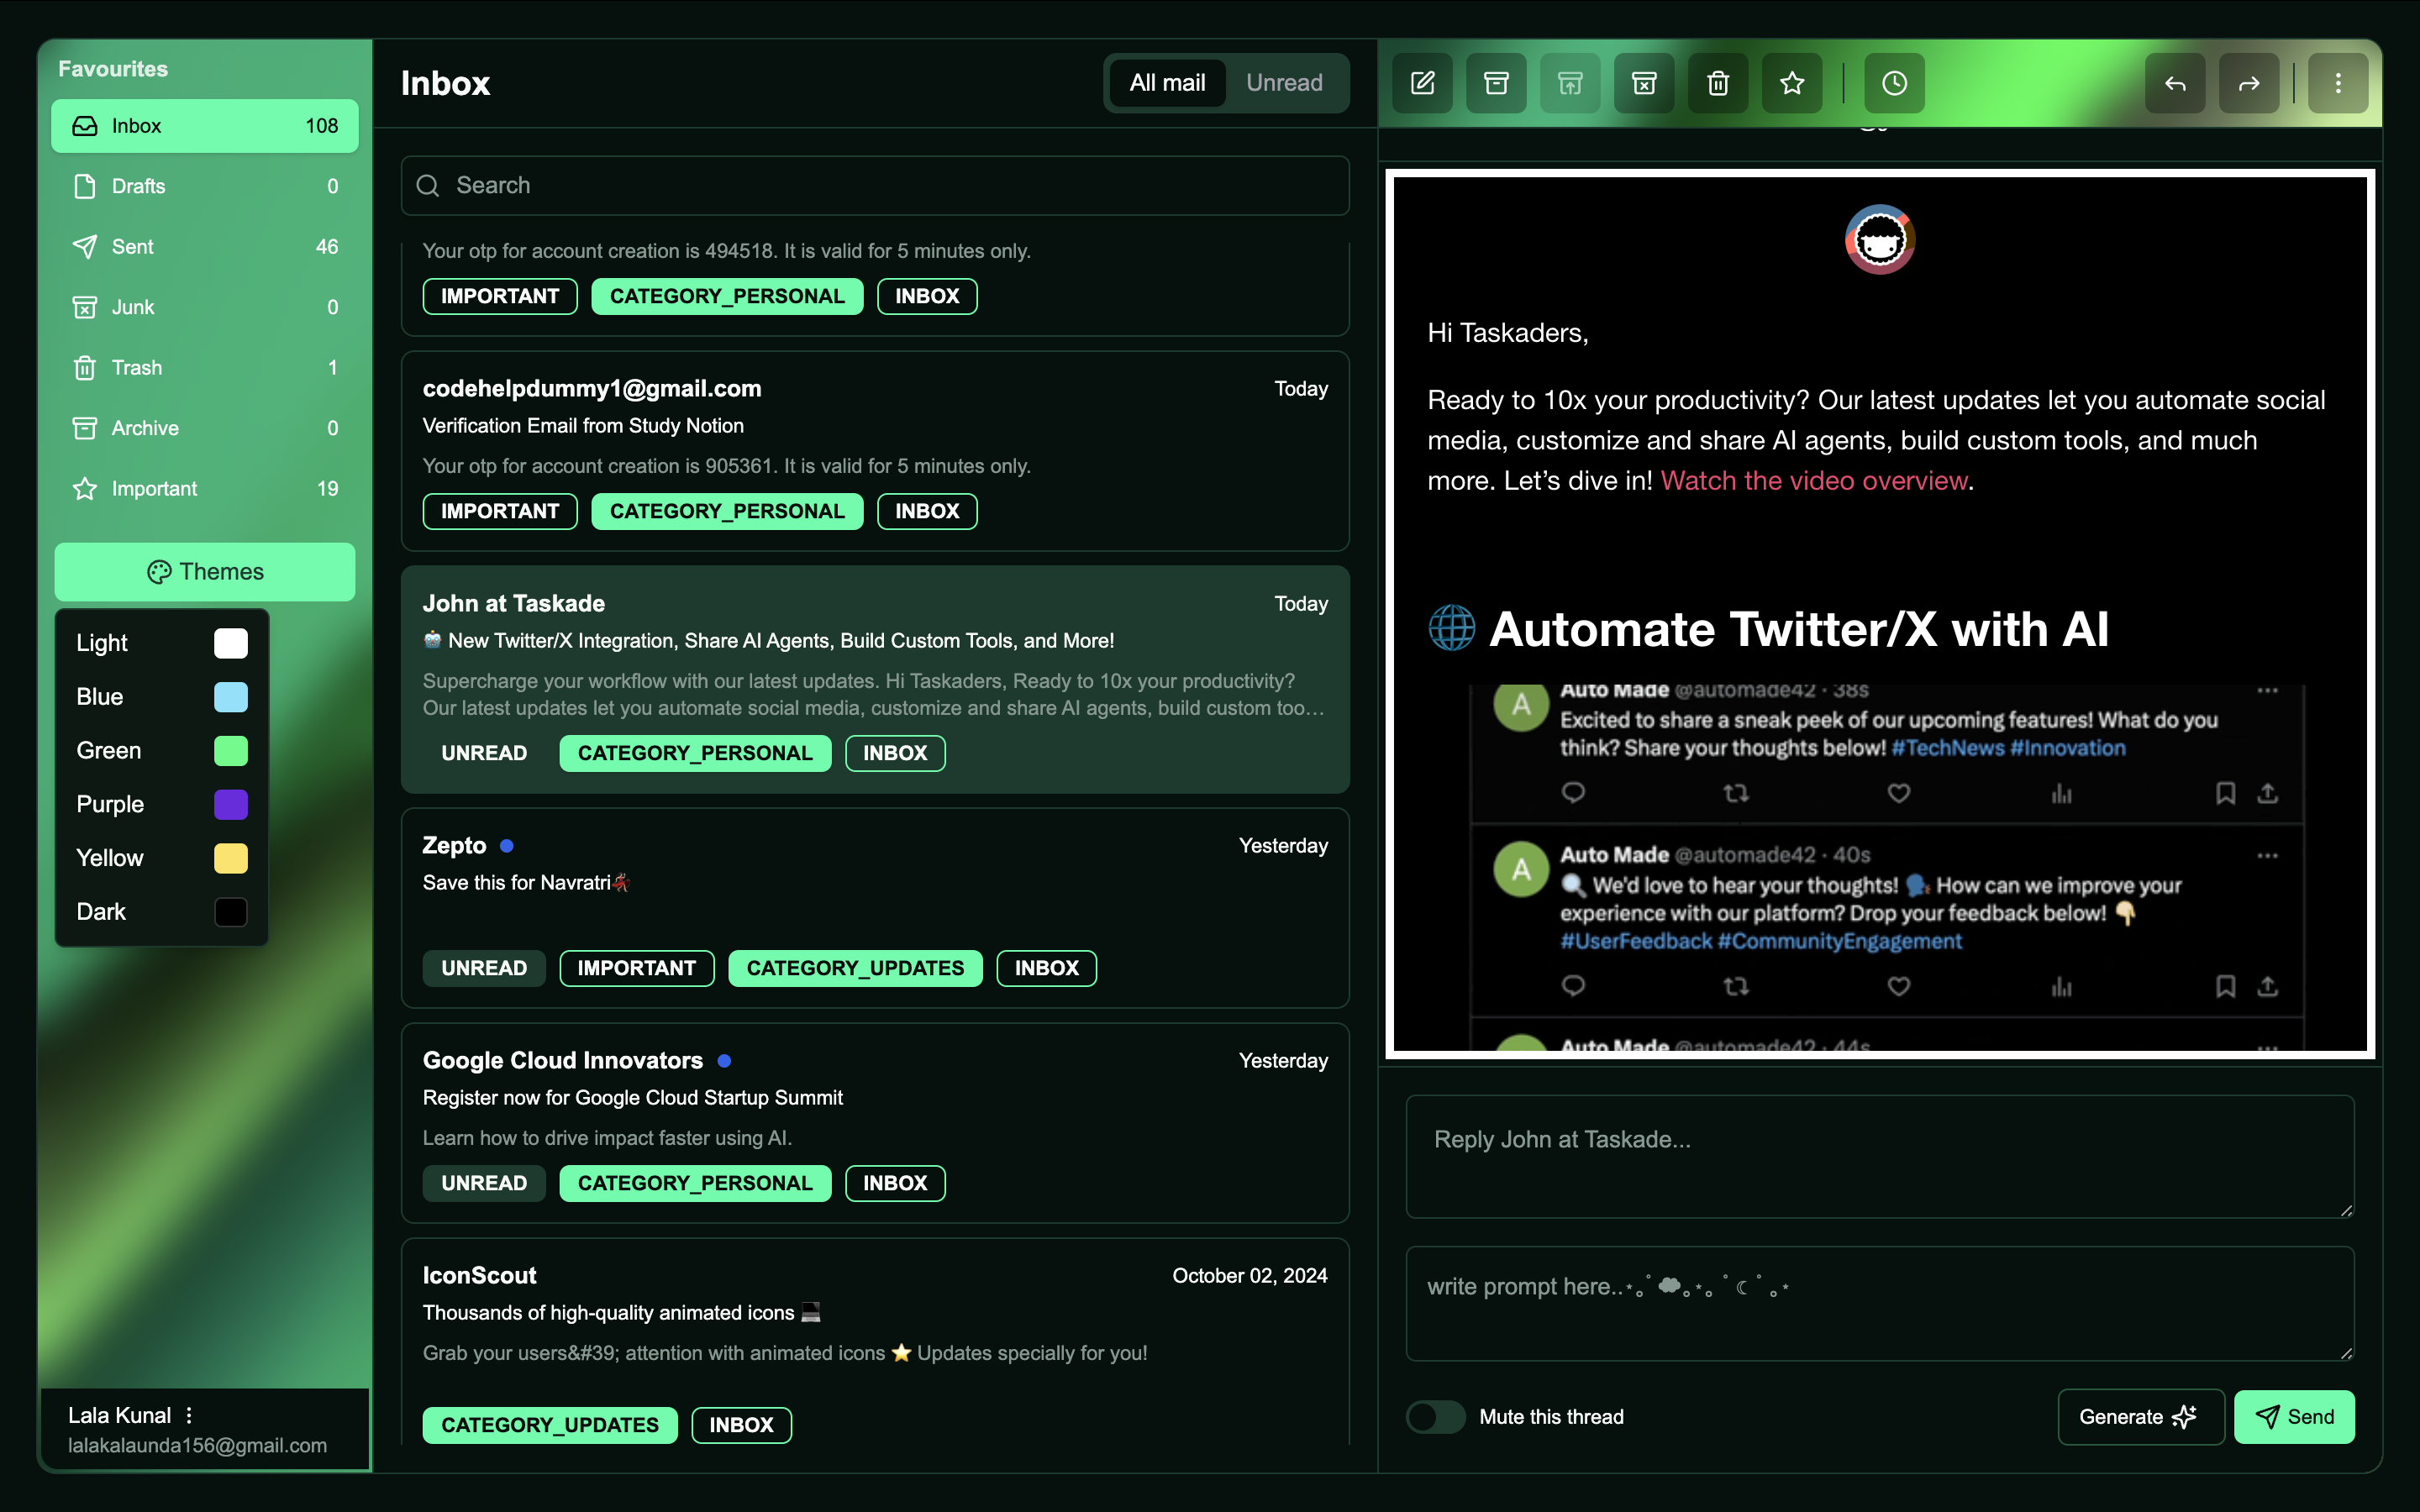 Favourites
Inbox 108
Drafts 0
Sent 46
Junk 0
Trash 1
Archive 0
Important 19
Themes
Light
Blue
Green
Purple
Yellow
Dark
Lala Kunal
lalakalaunda156@gmail.com
Inbox
All mail Unread
Search
Your otp for account creation is 494518. It is valid for 5 minutes only.
IMPORTANT CATEGORY_PERSONAL INBOX
codehelpdummy1@gmail.com Today
Verification Email from Study Notion
Your otp for account creation is 905361. It is valid for 5 minutes only.
IMPORTANT CATEGORY_PERSONAL INBOX
John at Taskade Today
🤖 New Twitter/X Integration, Share AI Agents, Build Custom Tools, and More!
Supercharge your workflow with our latest updates. Hi Taskaders, Ready to 10x your productivity?
Our latest updates let you automate social media, customize and share AI agents, build custom too...
UNREAD CATEGORY_PERSONAL INBOX
Zepto Yesterday
Save this for Navratri💃
UNREAD IMPORTANT CATEGORY_UPDATES INBOX
Google Cloud Innovators Yesterday
Register now for Google Cloud Startup Summit
Learn how to drive impact faster using AI.
UNREAD CATEGORY_PERSONAL INBOX
IconScout October 02, 2024
Thousands of high-quality animated icons 💻
Grab your users&#39; attention with animated icons ⭐ Updates specially for you!
CATEGORY_UPDATES INBOX
Hi Taskaders,
Ready to 10x your productivity? Our latest updates let you automate social
media, customize and share AI agents, build custom tools, and much
more. Let’s dive in! Watch the video overview.
🌐 Automate Twitter/X with AI
A
Auto Made @automade42 · 38s
Excited to share a sneak peek of our upcoming features! What do you
think? Share your thoughts below! #TechNews #Innovation
A
Auto Made @automade42 · 40s
🔍 We'd love to hear your thoughts! 🗣️ How can we improve your
experience with our platform? Drop your feedback below! 👇
#UserFeedback #CommunityEngagement
Auto Made @automade42 · 44s
Reply John at Taskade...
write prompt here..⋆｡˚☁︎｡⋆｡˚☾˚｡⋆
Mute this thread
Generate
Send